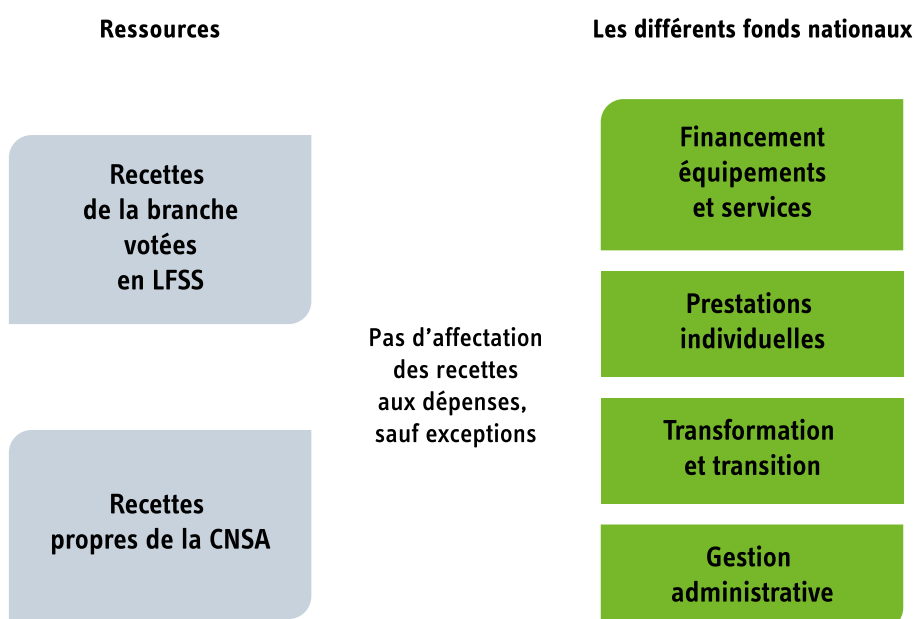 Ressources
Les différents fonds nationaux
Recettes
de la branche
votées
en LFSS
Recettes
propres de la CNSA
Pas d’affectation
des recettes
aux dépenses,
sauf exceptions
Financement
équipements
et services
Prestations
individuelles
Transformation
et transition
Gestion
administrative